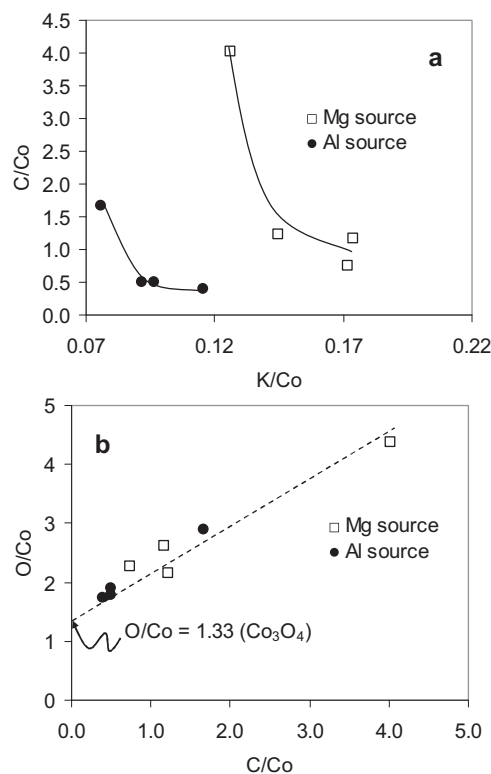 4.5
4.0
3.5
3.0
2.5
2.0
1.5
1.0
0.5
0.0
C/Co
a
Mg source
Al source
0.07 0.12 0.17 0.22
K/Co
5
4
3
2
1
0
O/Co
b
Mg source
Al source
O/Co = 1.33 (Co₃O₄)
0.0 1.0 2.0 3.0 4.0 5.0
C/Co